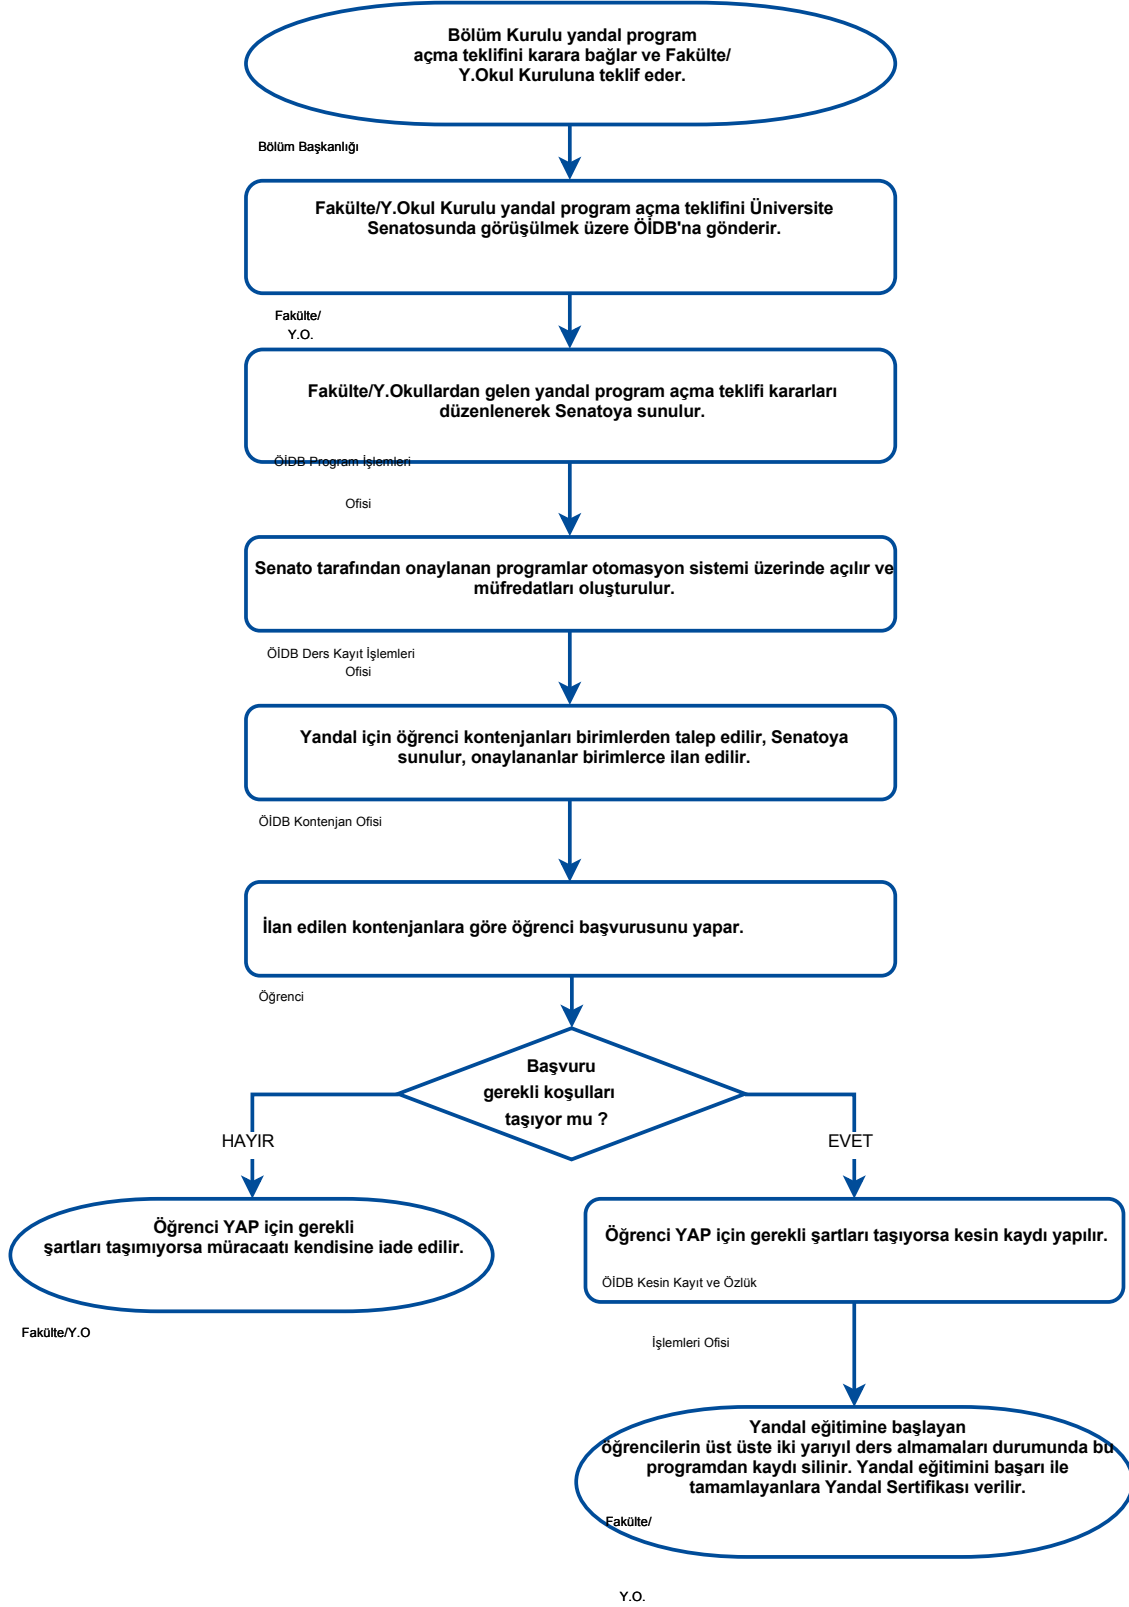 Bölüm Kurulu yandal program
açma teklifini karara bağlar ve Fakülte/
Y.Okul Kuruluna teklif eder.
Bölüm Başkanlığı
Fakülte/Y.Okul Kurulu yandal program açma teklifini Üniversite
Senatosunda görüşülmek üzere ÖİDB'na gönderir.
Fakülte/
Y.O.
Fakülte/Y.Okullardan gelen yandal program açma teklifi kararları
düzenlenerek Senatoya sunulur.
ÖİDB Program İşlemleri
Ofisi
Senato tarafından onaylanan programlar otomasyon sistemi üzerinde açılır ve
müfredatları oluşturulur.
ÖİDB Ders Kayıt İşlemleri
Ofisi
Yandal için öğrenci kontenjanları birimlerden talep edilir, Senatoya
sunulur, onaylananlar birimlerce ilan edilir.
ÖİDB Kontenjan Ofisi
İlan edilen kontenjanlara göre öğrenci başvurusunu yapar.
Öğrenci
Başvuru
gerekli koşulları
taşıyor mu ?
HAYIR
EVET
Öğrenci YAP için gerekli
şartları taşımıyorsa müracaatı kendisine iade edilir.
Fakülte/Y.O
Öğrenci YAP için gerekli şartları taşıyorsa kesin kaydı yapılır.
ÖİDB Kesin Kayıt ve Özlük
İşlemleri Ofisi
Yandal eğitimine başlayan
öğrencilerin üst üste iki yarıyıl ders almamaları durumunda bu
programdan kaydı silinir. Yandal eğitimini başarı ile
tamamlayanlara Yandal Sertifikası verilir.
Fakülte/
Y.O.